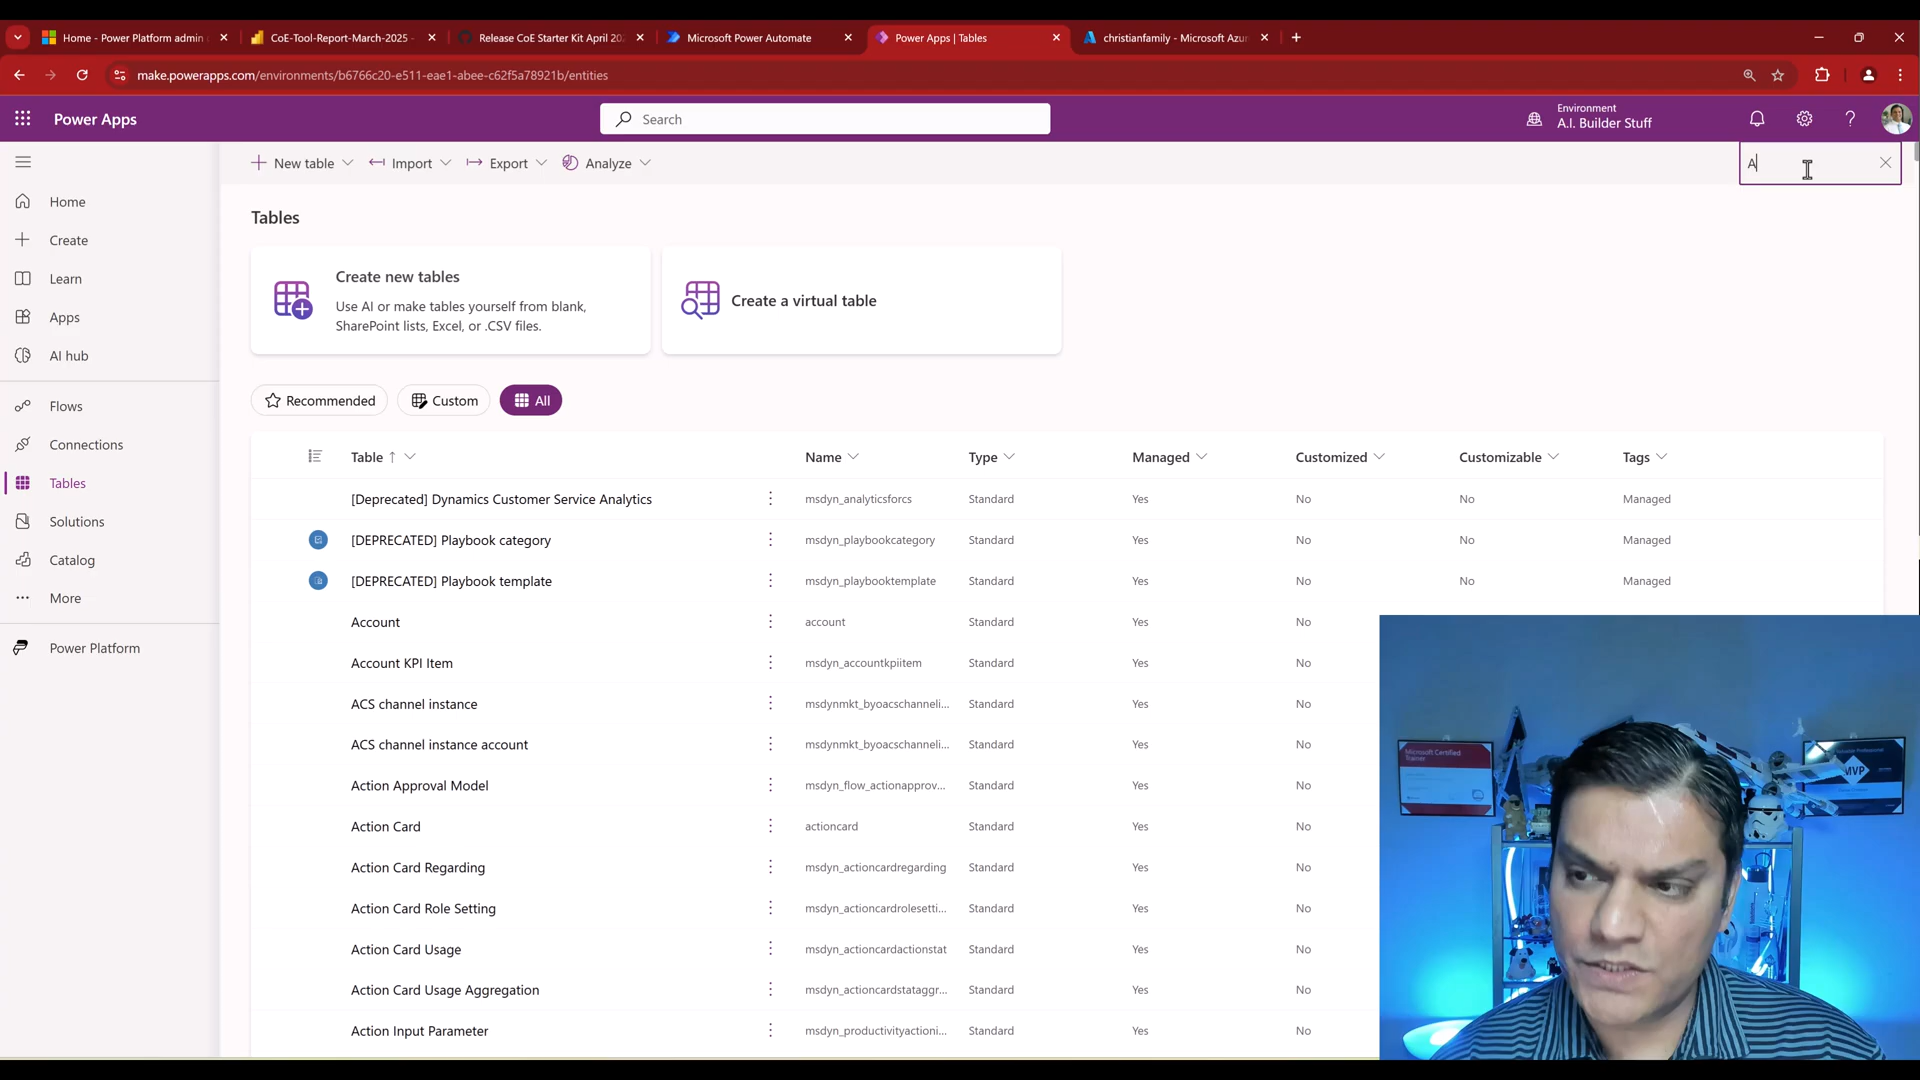 Home - Power Platform admin
CoE-Tool-Report-March-2025 -
Release CoE Starter Kit April 202
Microsoft Power Automate
Power Apps | Tables
christianfamily - Microsoft Azur
make.powerapps.com/environments/b6766c20-e511-eae1-abee-c62f5a78921b/entities
Power Apps
Search
Environment
A.I. Builder Stuff
New table
Import
Export
Analyze
A
Home
Create
Learn
Apps
AI hub
Flows
Connections
Tables
Solutions
Catalog
More
Power Platform
Tables
Create new tables
Use AI or make tables yourself from blank,
SharePoint lists, Excel, or .CSV files.
Create a virtual table
Recommended
Custom
All
Table ↑ Name Type Managed Customized Customizable Tags
[Deprecated] Dynamics Customer Service Analytics msdyn_analyticsforcs Standard Yes No No Managed
[DEPRECATED] Playbook category msdyn_playbookcategory Standard Yes No No Managed
[DEPRECATED] Playbook template msdyn_playbooktemplate Standard Yes No No Managed
Account account Standard Yes No
Account KPI Item msdyn_accountkpiitem Standard Yes No
ACS channel instance msdynmkt_byoacschanneli... Standard Yes No
ACS channel instance account msdynmkt_byoacschanneli... Standard Yes No
Action Approval Model msdyn_flow_actionapprov... Standard Yes No
Action Card actioncard Standard Yes No
Action Card Regarding msdyn_actioncardregarding Standard Yes No
Action Card Role Setting msdyn_actioncardrolesetti... Standard Yes No
Action Card Usage msdyn_actioncardactionstat Standard Yes No
Action Card Usage Aggregation msdyn_actioncardstataggr... Standard Yes No
Action Input Parameter msdyn_productivityactioni... Standard Yes No
Microsoft Certified
Trainer
MVP